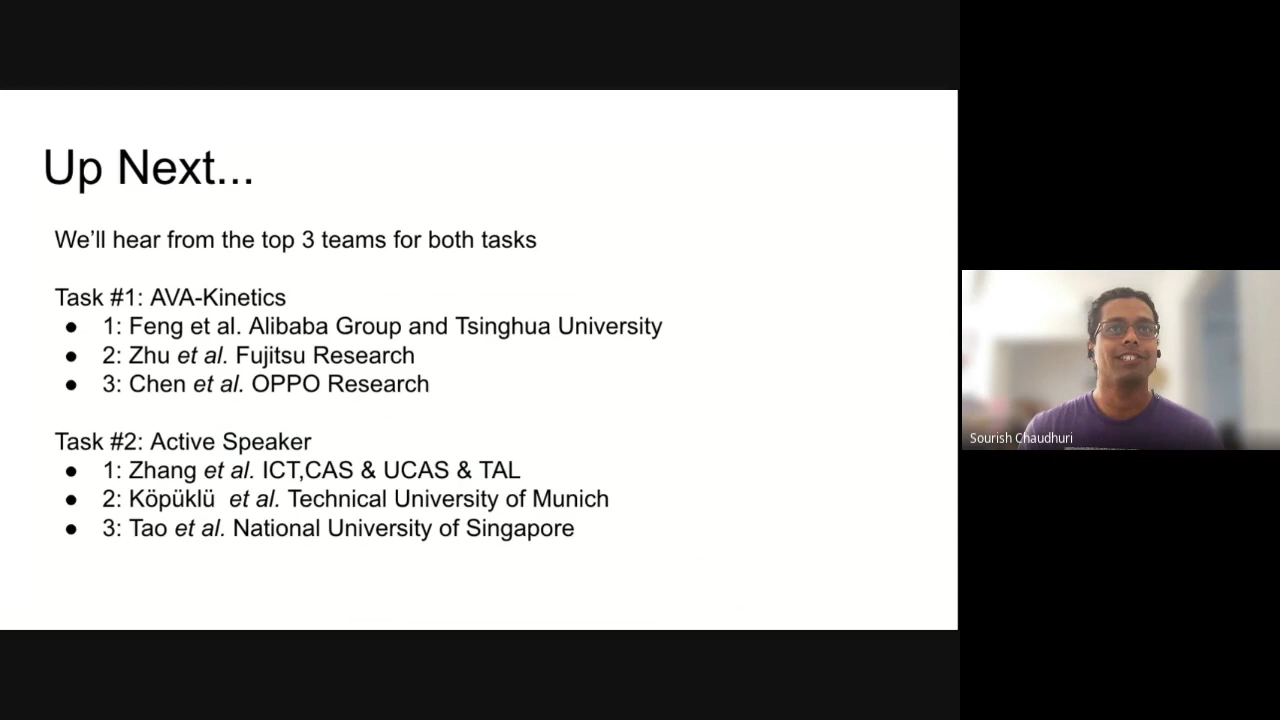 Up Next...
We'll hear from the top 3 teams for both tasks
Task #1: AVA-Kinetics
● 1: Feng et al. Alibaba Group and Tsinghua University
● 2: Zhu et al. Fujitsu Research
● 3: Chen et al. OPPO Research
Task #2: Active Speaker
● 1: Zhang et al. ICT,CAS & UCAS & TAL
● 2: Köpüklü et al. Technical University of Munich
● 3: Tao et al. National University of Singapore
Sourish Chaudhuri